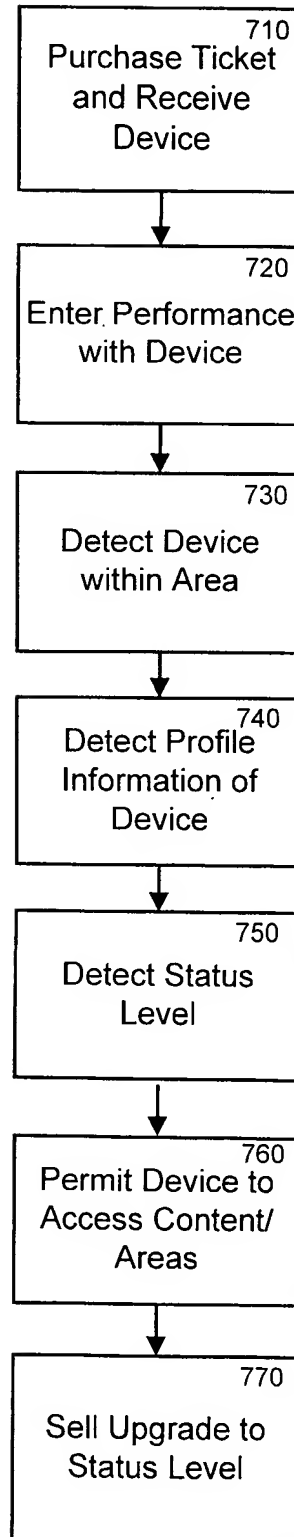 710
Purchase Ticket
and Receive
Device
720
Enter Performance
with Device
730
Detect Device
within Area
740
Detect Profile
Information of
Device
750
Detect Status
Level
760
Permit Device to
Access Content/
Areas
770
Sell Upgrade to
Status Level